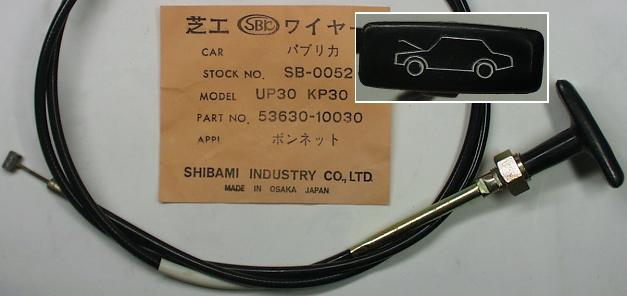 芝工 SBK ワイヤー
CAR パブリカ
STOCK NO. SB-0052
MODEL UP30 KP30
PART NO. 53630-10030
APPL ボンネット
SHIBAMI INDUSTRY CO., LTD.
MADE IN OSAKA JAPAN